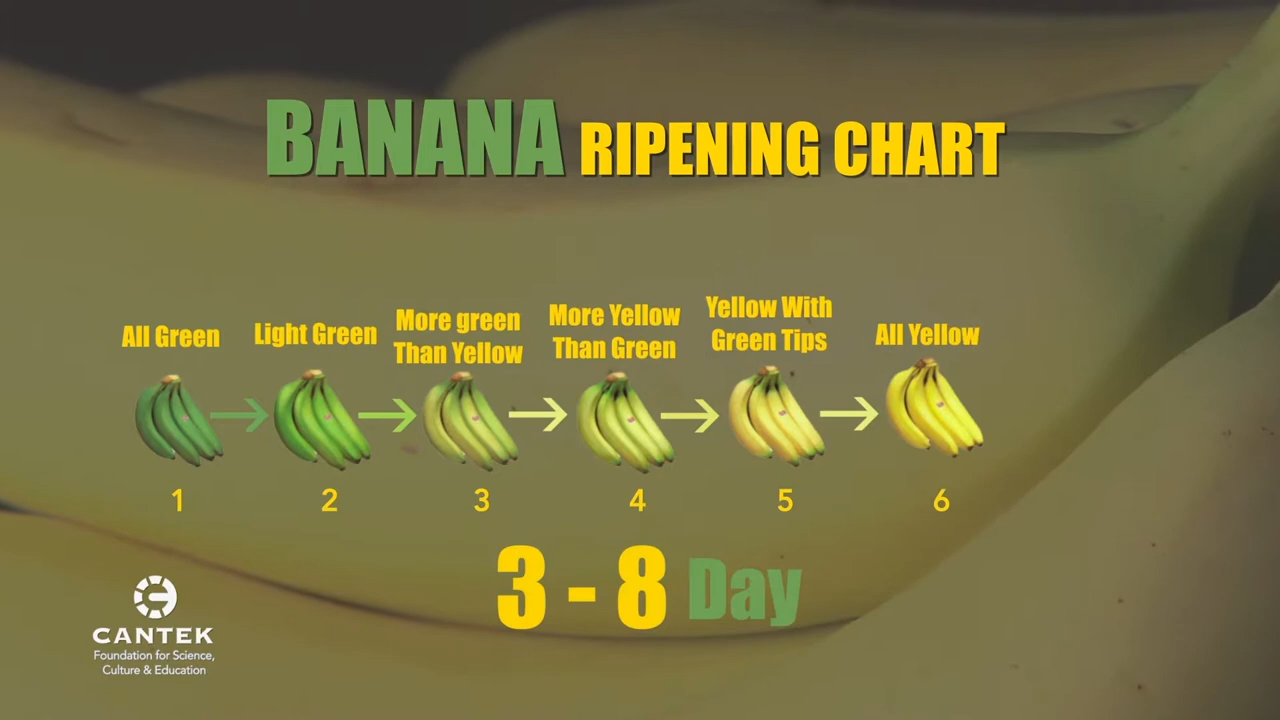 BANANA RIPENING CHART
All Green
Light Green
More green
Than Yellow
More Yellow
Than Green
Yellow With
Green Tips
All Yellow
1 2 3 4 5 6
3 - 8 Day
CANTEK
Foundation for Science,
Culture & Education